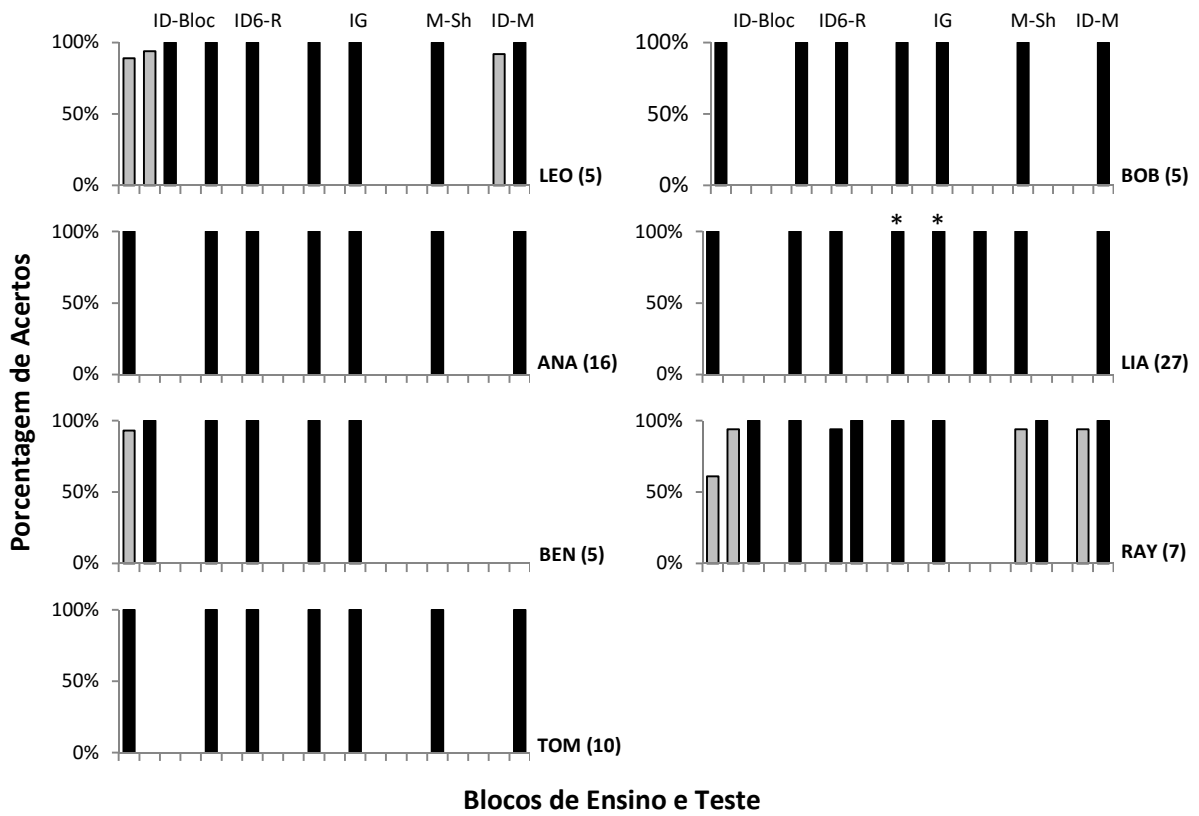 ID-Bloc ID6-R IG M-Sh ID-M
100%
50%
0%
LEO (5)
ID-Bloc ID6-R IG M-Sh ID-M
100%
50%
0%
BOB (5)
100%
50%
0%
ANA (16)
* *
100%
50%
0%
LIA (27)
100%
50%
0%
BEN (5)
100%
50%
0%
RAY (7)
100%
50%
0%
TOM (10)
Porcentagem de Acertos
Blocos de Ensino e Teste